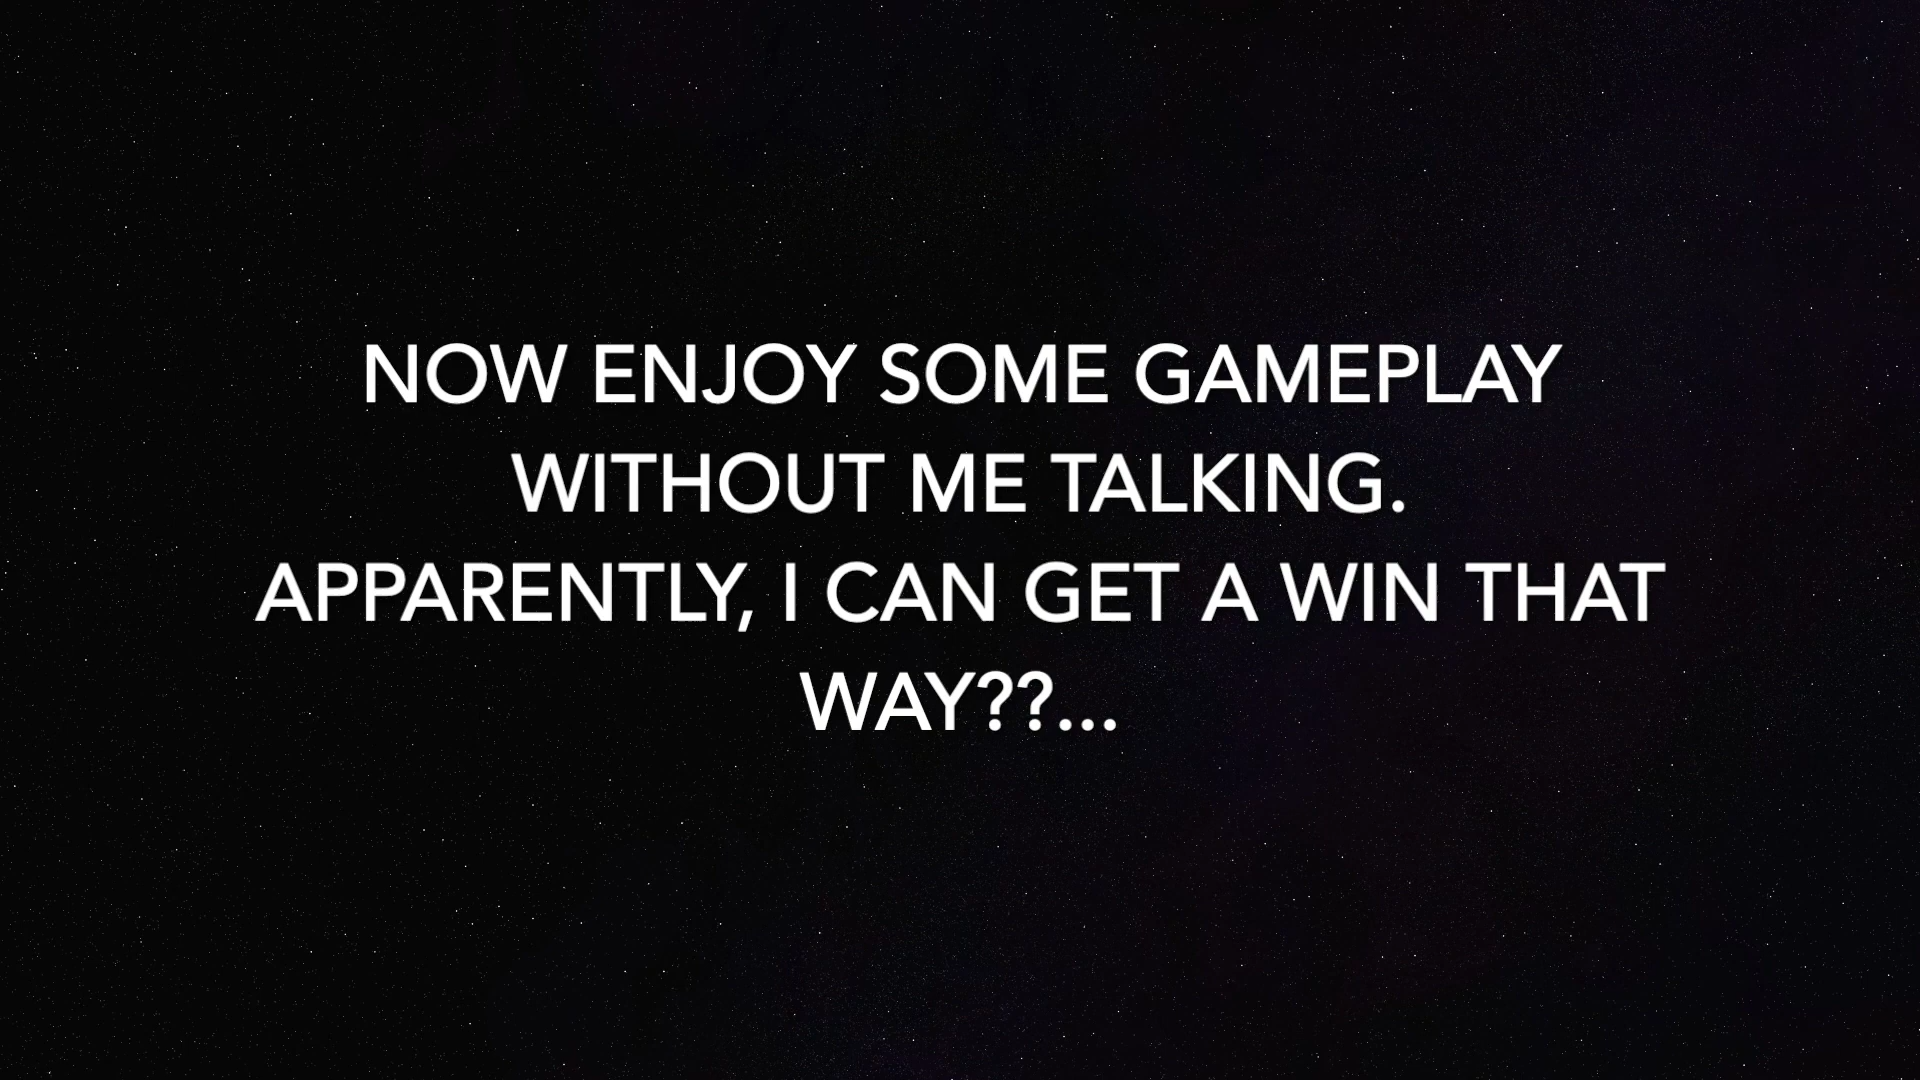 NOW ENJOY SOME GAMEPLAY
WITHOUT ME TALKING.
APPARENTLY, I CAN GET A WIN THAT
WAY??...